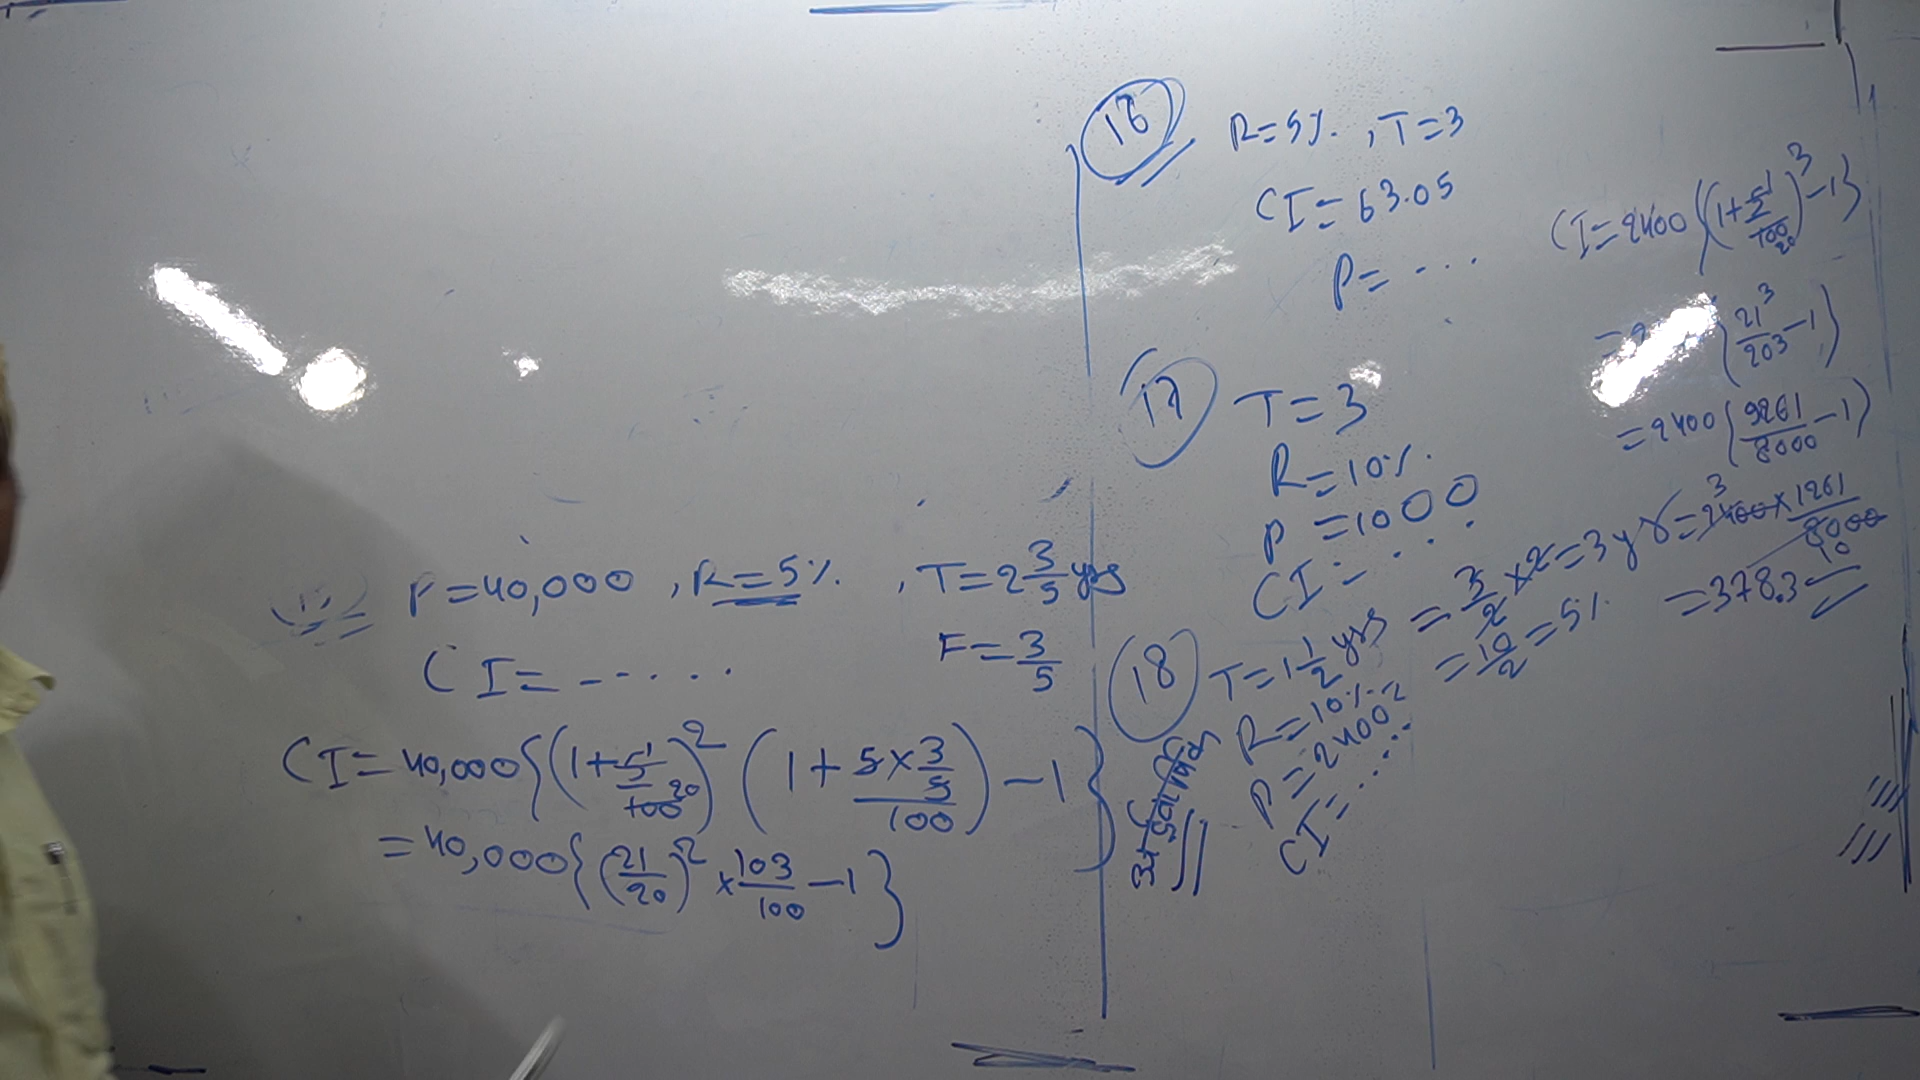 P=40,000 , R=5%. , T=2 3/5 yrs
CI= ------- F=3/5
CI=40,000{(1+5/100)² (1+5×3/5/100)-1}
=40,000{(21/20)²×103/100-1}
16 R=5%. , T=3
CI=63.05
P= ...
17 T=3
R=10%.
P=1000
CI= ...
18 T=1 1/2 yrs =3/2×2=3 yr
R=10%. =10/2=5%
P=2400
CI= ......
CI=2400{(1+5/100)³-1}
{21³/203-1}
=2400{9261/8000-1}
=2400×1261/8000
=378.3